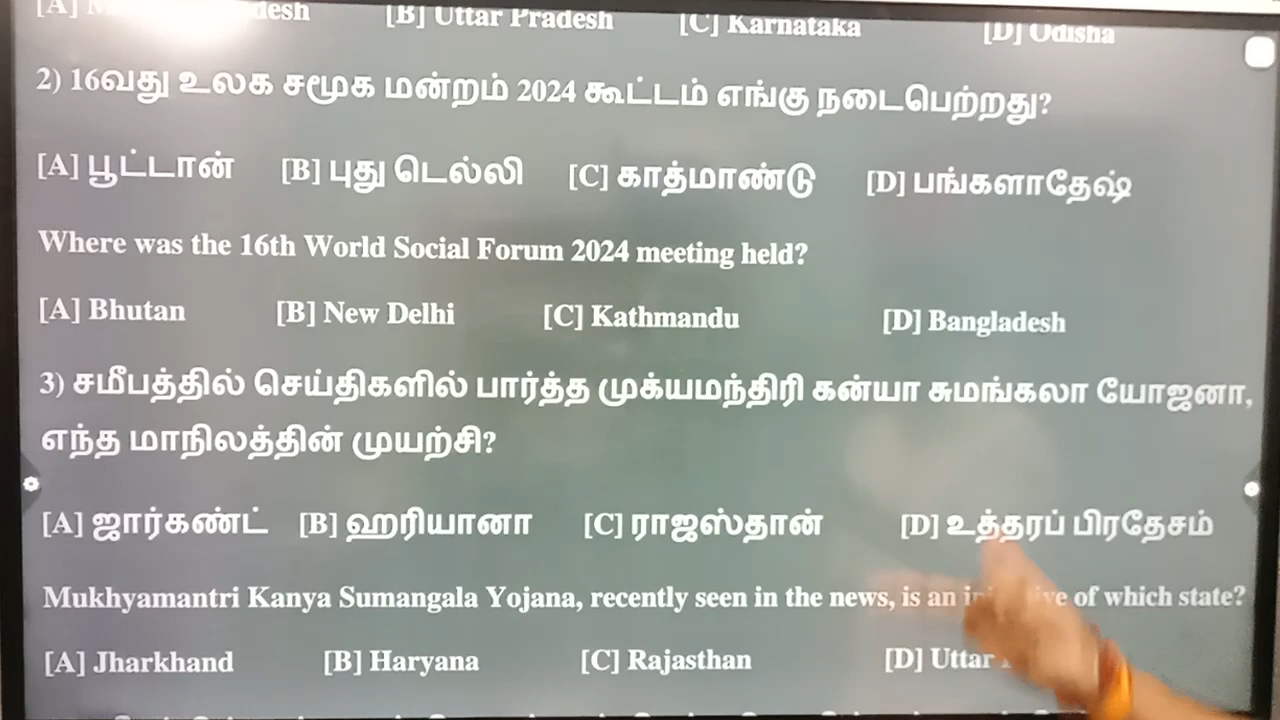 [B] Uttar Pradesh [C] Karnataka [D] Odisha
2) 16வது உலக சமூக மன்றம் 2024 கூட்டம் எங்கு நடைபெற்றது?
[A] பூட்டான் [B] புது டெல்லி [C] காத்மாண்டு [D] பங்களாதேஷ்
Where was the 16th World Social Forum 2024 meeting held?
[A] Bhutan [B] New Delhi [C] Kathmandu [D] Bangladesh
3) சமீபத்தில் செய்திகளில் பார்த்த முக்யமந்திரி கன்யா சுமங்கலா யோஜனா,
எந்த மாநிலத்தின் முயற்சி?
[A] ஜார்கண்ட் [B] ஹரியானா [C] ராஜஸ்தான் [D] உத்தரப் பிரதேசம்
Mukhyamantri Kanya Sumangala Yojana, recently seen in the news, is an of which state?
[A] Jharkhand [B] Haryana [C] Rajasthan [D] Uttar